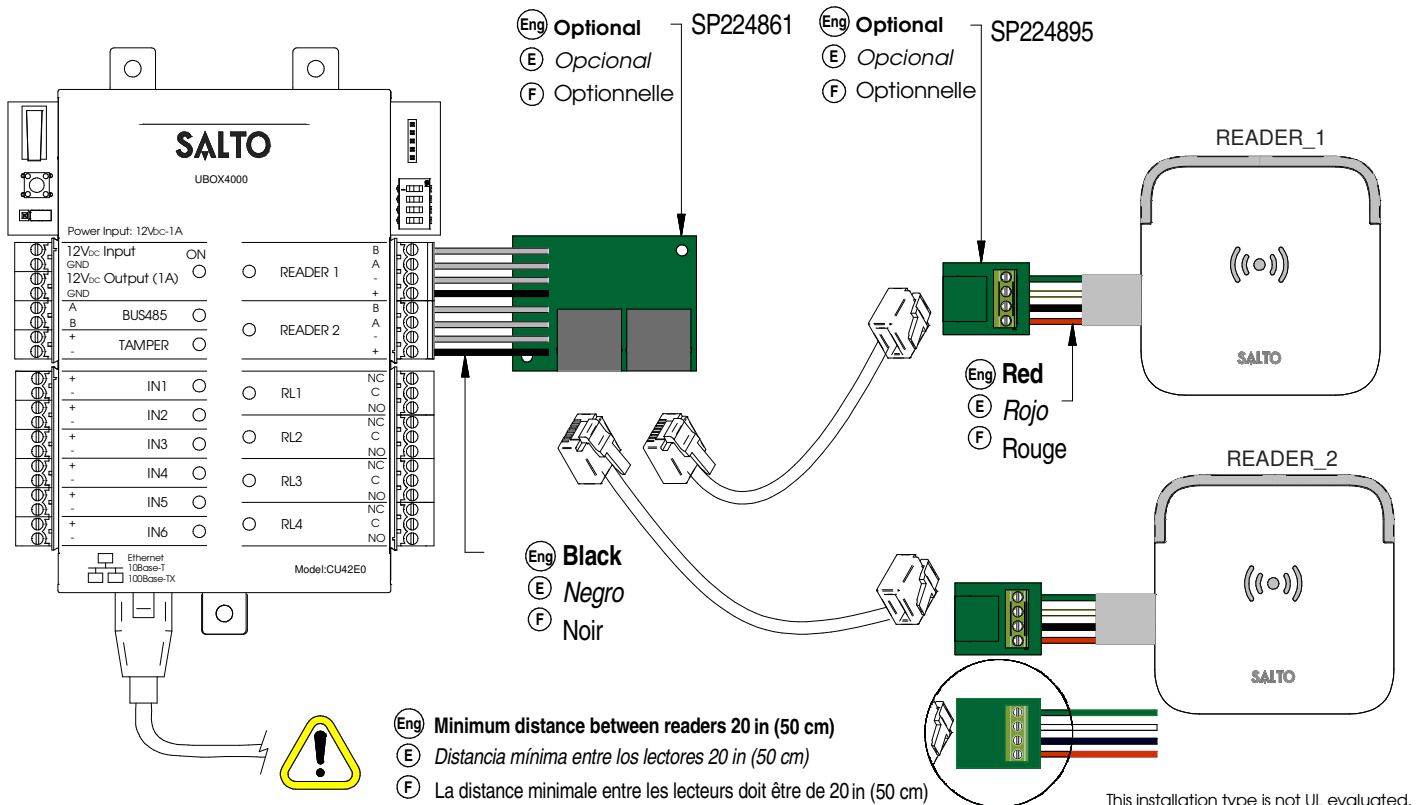 Eng Optional
E Opcional
F Optionnelle
SP224861
Eng Optional
E Opcional
F Optionnelle
SP224895
READER_1
SALTO
UBOX4000
Power Input: 12VDC-1A
12VDC Input
ON
GND
12VDC Output (1A)
GND
A
B
BUS485
+
-
TAMPER
+
-
IN1
+
-
IN2
+
-
IN3
+
-
IN4
+
-
IN5
+
-
IN6
READER 1
B
A
-
+
READER 2
B
A
-
+
RL1
NC
C
NO
RL2
NC
C
NO
RL3
NC
C
NO
RL4
NC
C
NO
Ethernet
10Base-T
100Base-TX
Model:CU42E0
SALTO
Eng Red
E Rojo
F Rouge
READER_2
Eng Black
E Negro
F Noir
SALTO
Eng Minimum distance between readers 20 in (50 cm)
E Distancia mínima entre los lectores 20 in (50 cm)
F La distance minimale entre les lecteurs doit être de 20 in (50 cm)
This installation type is not UL evaluated.